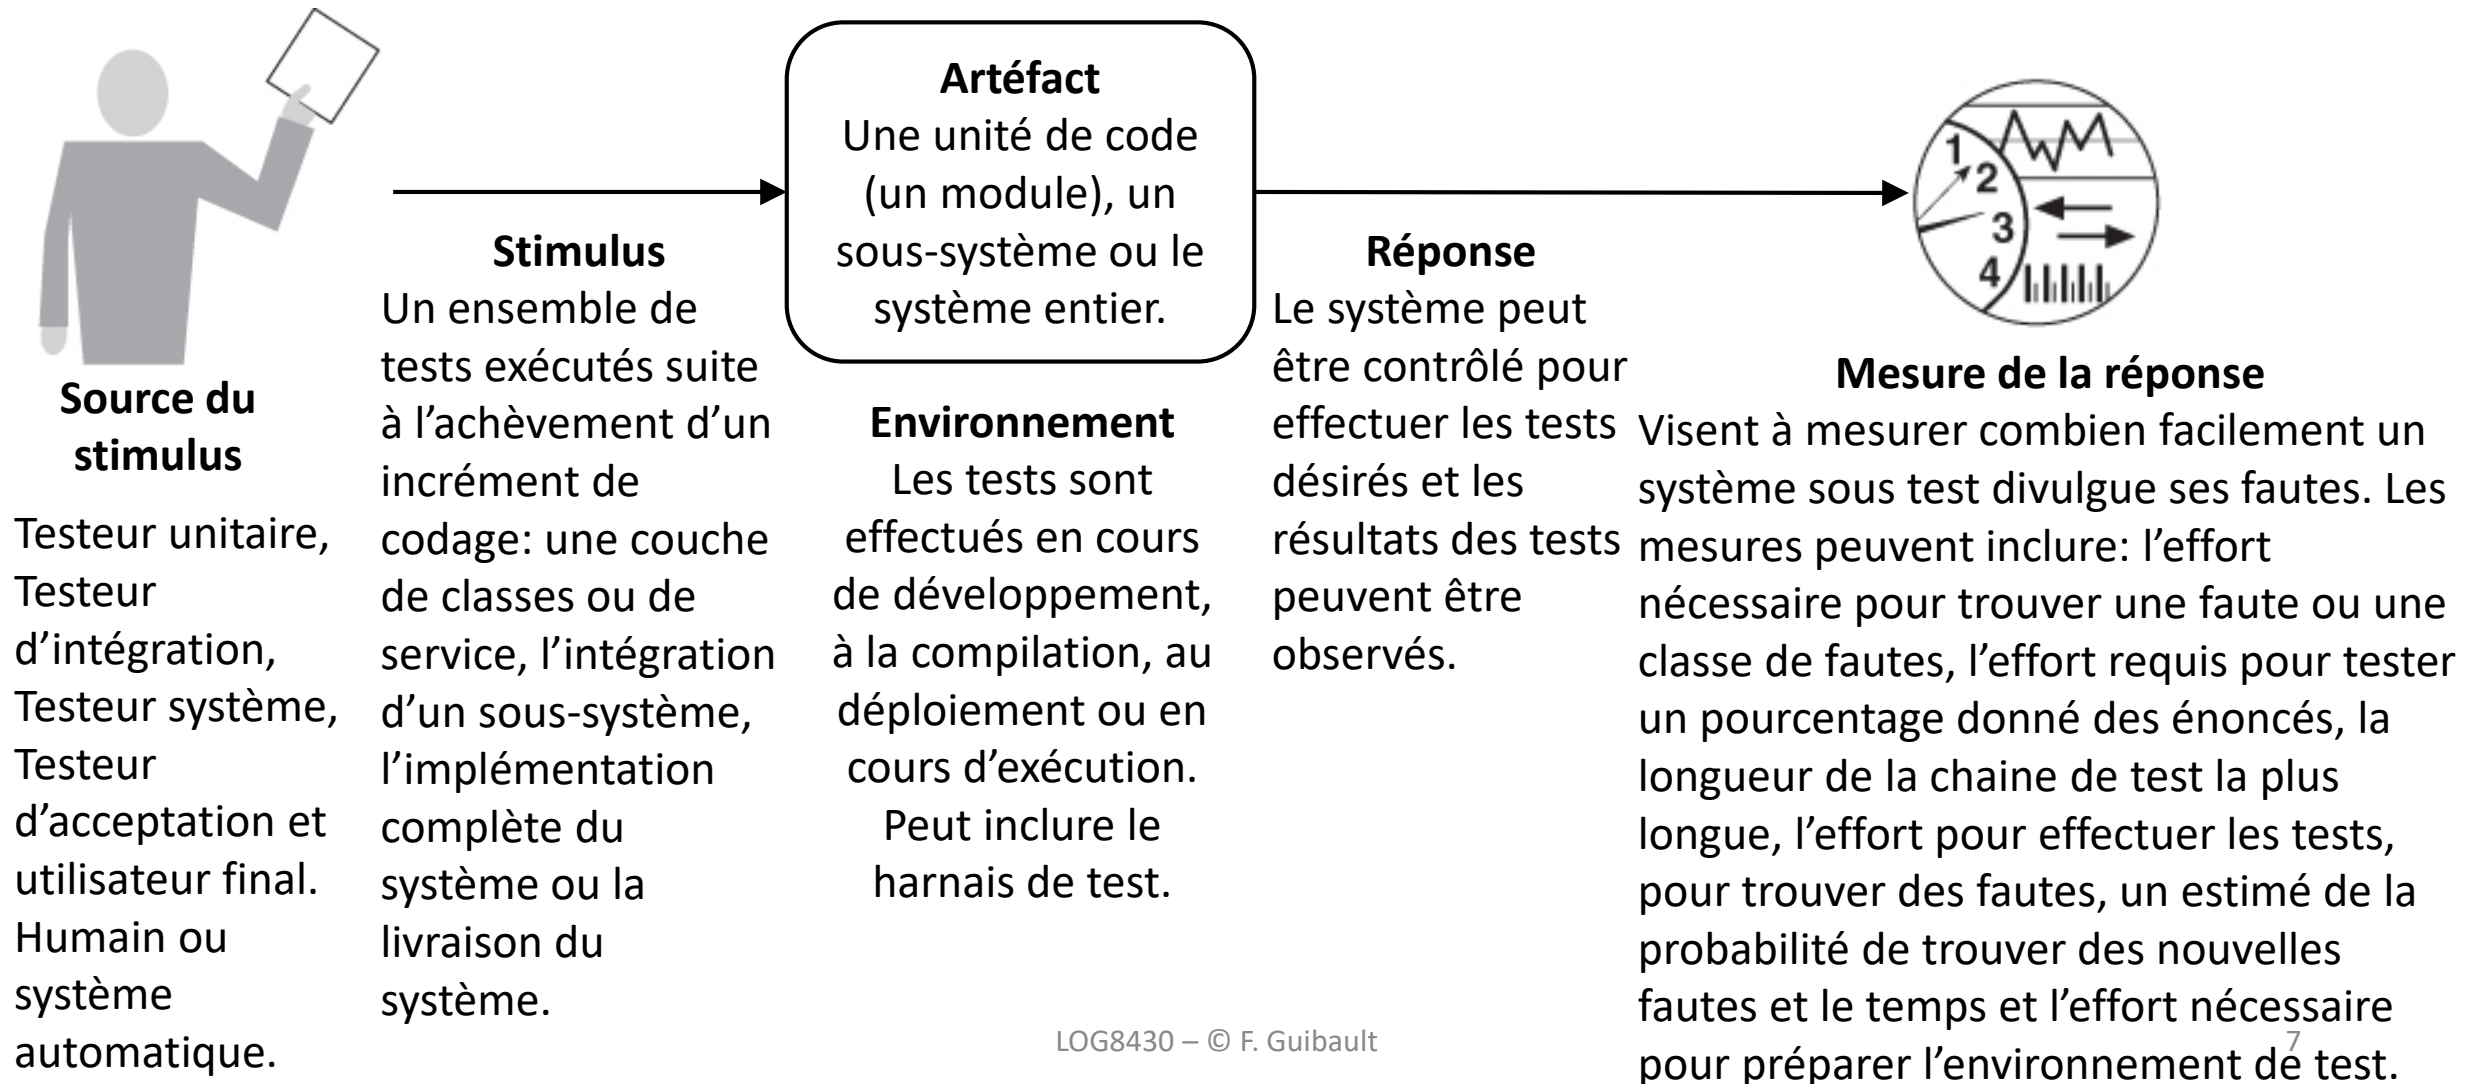 Source du
stimulus
Testeur unitaire,
Testeur
d’intégration,
Testeur système,
Testeur
d’acceptation et
utilisateur final.
Humain ou
système
automatique.
Stimulus
Un ensemble de
tests exécutés suite
à l’achèvement d’un
incrément de
codage: une couche
de classes ou de
service, l’intégration
d’un sous-système,
l’implémentation
complète du
système ou la
livraison du
système.
Artéfact
Une unité de code
(un module), un
sous-système ou le
système entier.
Environnement
Les tests sont
effectués en cours
de développement,
à la compilation, au
déploiement ou en
cours d’exécution.
Peut inclure le
harnais de test.
Réponse
Le système peut
être contrôlé pour
effectuer les tests
désirés et les
résultats des tests
peuvent être
observés.
1
2
3
4
Mesure de la réponse
Visent à mesurer combien facilement un
système sous test divulgue ses fautes. Les
mesures peuvent inclure: l’effort
nécessaire pour trouver une faute ou une
classe de fautes, l’effort requis pour tester
un pourcentage donné des énoncés, la
longueur de la chaine de test la plus
longue, l’effort pour effectuer les tests,
pour trouver des fautes, un estimé de la
probabilité de trouver des nouvelles
fautes et le temps et l’effort nécessaire
pour préparer l’environnement de test.
LOG8430 – © F. Guibault
7